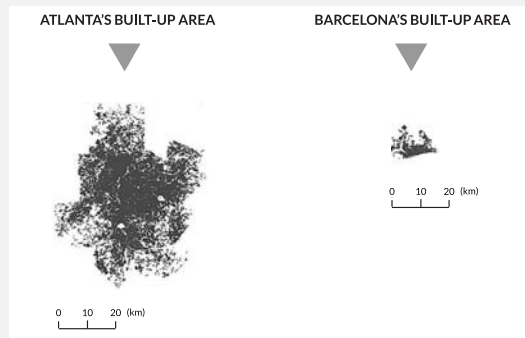 ATLANTA'S BUILT-UP AREA
BARCELONA'S BUILT-UP AREA
0 10 20 (km)
0 10 20 (km)